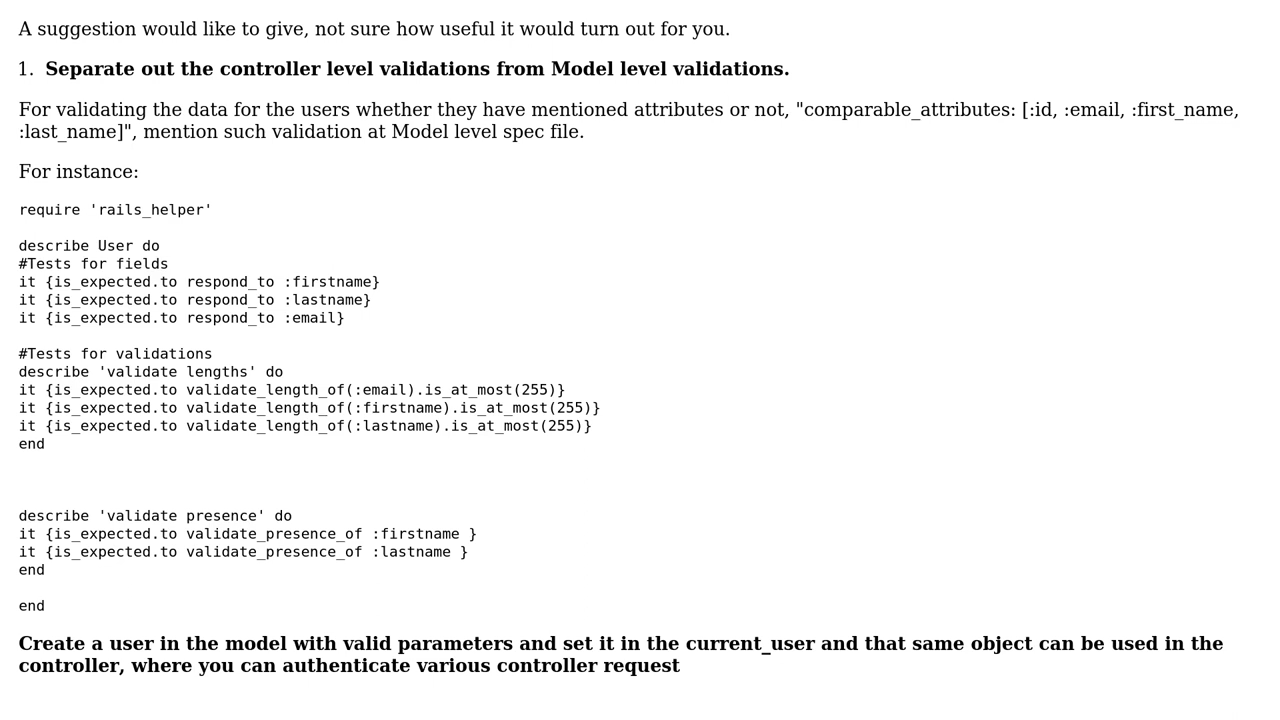 A suggestion would like to give, not sure how useful it would turn out for you.
1. Separate out the controller level validations from Model level validations.
For validating the data for the users whether they have mentioned attributes or not, "comparable_attributes: [:id, :email, :first_name,
:last_name]", mention such validation at Model level spec file.
For instance:
require 'rails_helper'
describe User do
#Tests for fields
it {is_expected.to respond_to :firstname}
it {is_expected.to respond_to :lastname}
it {is_expected.to respond_to :email}
#Tests for validations
describe 'validate lengths' do
it {is_expected.to validate_length_of(:email).is_at_most(255)}
it {is_expected.to validate_length_of(:firstname).is_at_most(255)}
it {is_expected.to validate_length_of(:lastname).is_at_most(255)}
end
describe 'validate presence' do
it {is_expected.to validate_presence_of :firstname }
it {is_expected.to validate_presence_of :lastname }
end
end
Create a user in the model with valid parameters and set it in the current_user and that same object can be used in the
controller, where you can authenticate various controller request